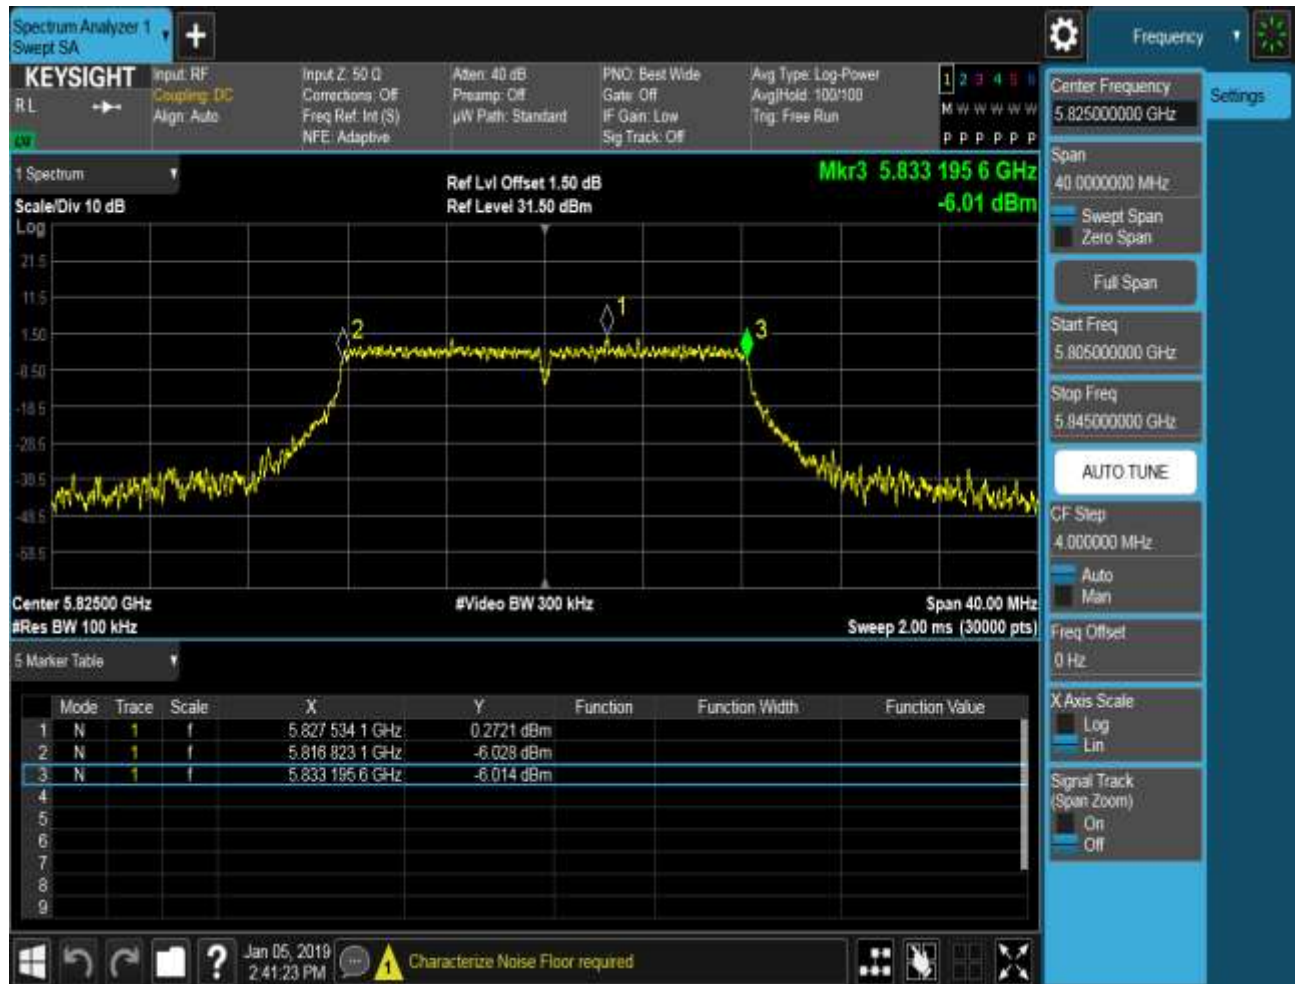 Spectrum Analyzer 1
Swept SA
+
Frequency
KEYSIGHT
RL
Input: RF
Coupling: DC
Align: Auto
Input Z: 50 Ω
Corrections: Off
Freq Ref: Int (S)
NFE: Adaptive
Atten: 40 dB
Preamp: Off
µW Path: Standard
PNO: Best Wide
Gate: Off
IF Gain: Low
Sig Track: Off
Avg Type: Log-Power
Avg|Hold: 100/100
Trig: Free Run
1 2 3 4 5 6
M W W W W W
P P P P P P
1 Spectrum
Scale/Div 10 dB
Ref Lvl Offset 1.50 dB
Ref Level 31.50 dBm
Mkr3 5.833 195 6 GHz
-6.01 dBm
Log
21.5
11.5
1.50
-8.50
-18.5
-28.5
-38.5
-48.5
-58.5
1
2
3
Center 5.82500 GHz
#Res BW 100 kHz
#Video BW 300 kHz
Span 40.00 MHz
Sweep 2.00 ms (30000 pts)
5 Marker Table
Mode Trace Scale X Y Function Function Width Function Value
1 N 1 f 5.827 534 1 GHz 0.2721 dBm
2 N 1 f 5.816 823 1 GHz -6.028 dBm
3 N 1 f 5.833 195 6 GHz -6.014 dBm
4
5
6
7
8
9
Center Frequency
5.825000000 GHz
Settings
Span
40.0000000 MHz
Swept Span
Zero Span
Full Span
Start Freq
5.805000000 GHz
Stop Freq
5.845000000 GHz
AUTO TUNE
CF Step
4.000000 MHz
Auto
Man
Freq Offset
0 Hz
X Axis Scale
Log
Lin
Signal Track
(Span Zoom)
On
Off
?
Jan 05, 2019
2:41:23 PM
1
Characterize Noise Floor required